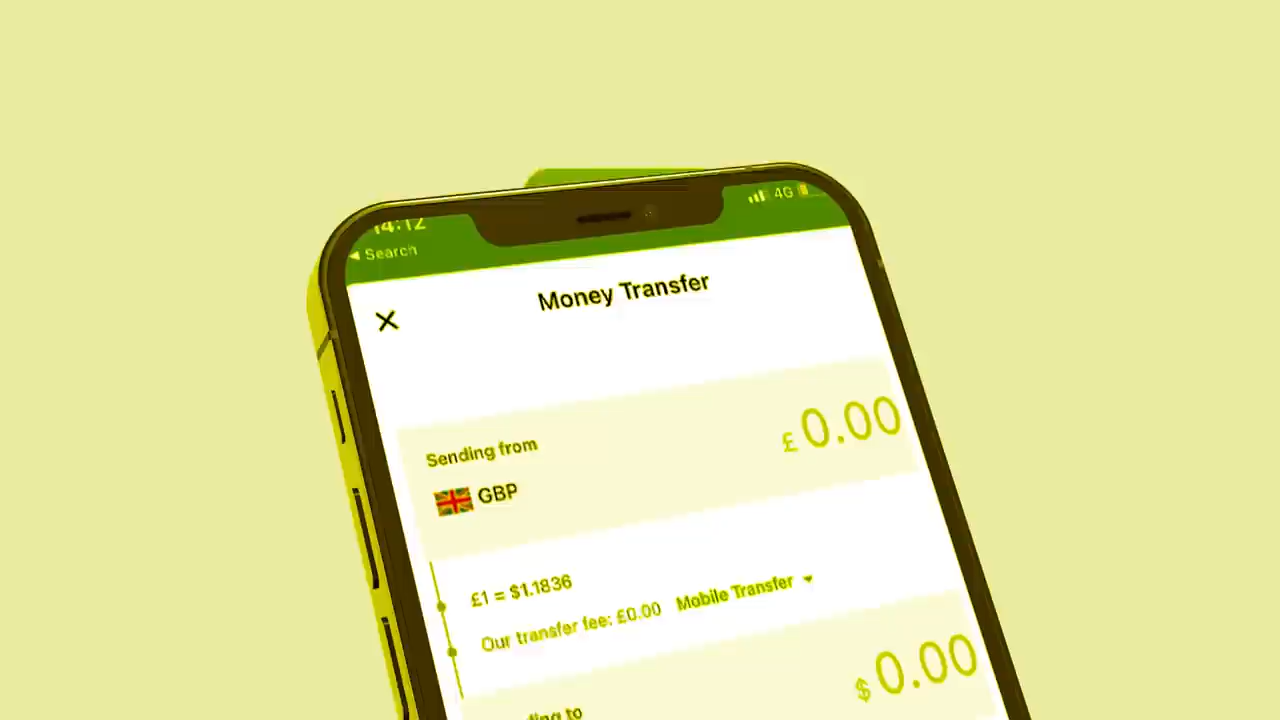 14:12
4G
Search
Money Transfer
Sending from
£ 0.00
GBP
£1 = $1.1836
Our transfer fee: £0.00 Mobile Transfer
$ 0.00
to